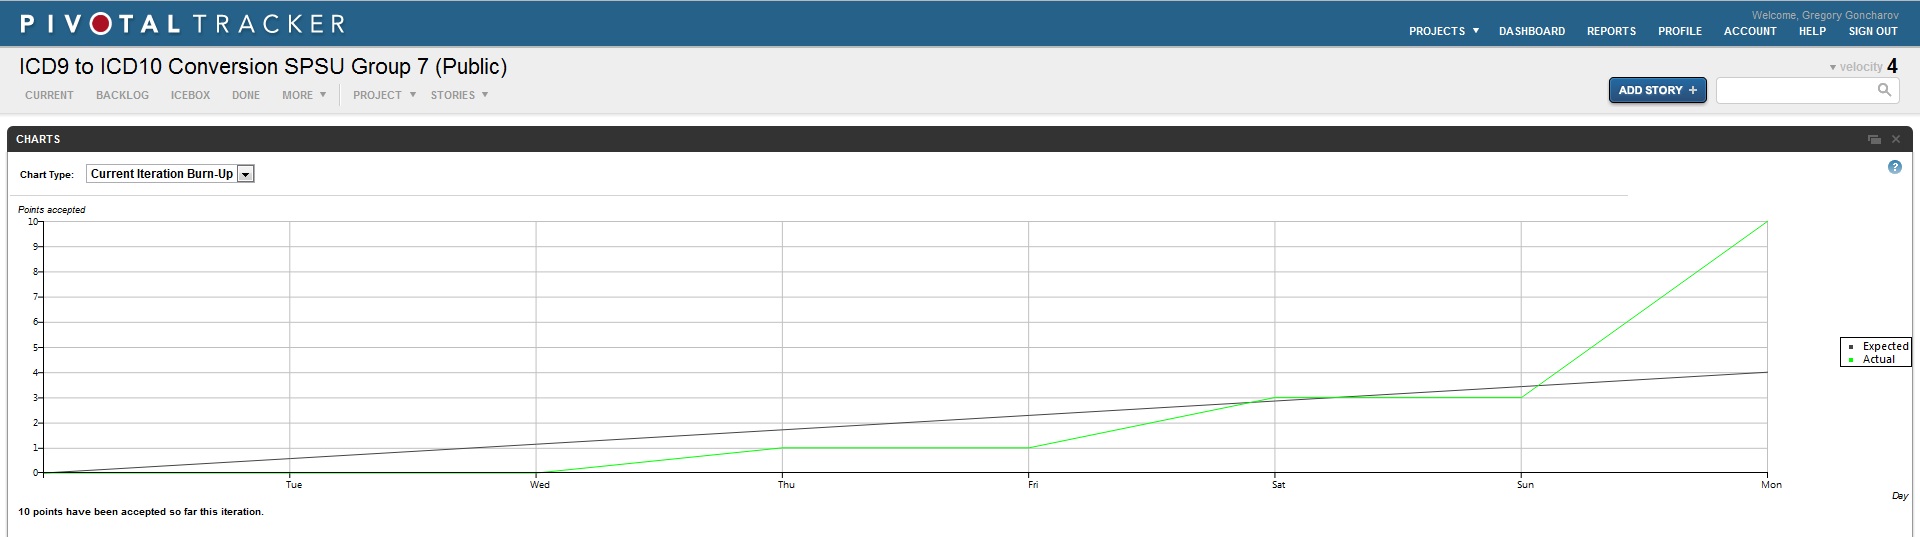 PIVOTAL TRACKER
Welcome, Gregory Goncharov
PROJECTS DASHBOARD REPORTS PROFILE ACCOUNT HELP SIGN OUT
ICD9 to ICD10 Conversion SPSU Group 7 (Public)
velocity 4
CURRENT BACKLOG ICEBOX DONE MORE PROJECT STORIES
ADD STORY +
CHARTS
Chart Type: Current Iteration Burn-Up
?
Points accepted
10
9
8
7
6
5
4
3
2
1
0
Expected
Actual
Tue Wed Thu Fri Sat Sun Mon
Day
10 points have been accepted so far this iteration.